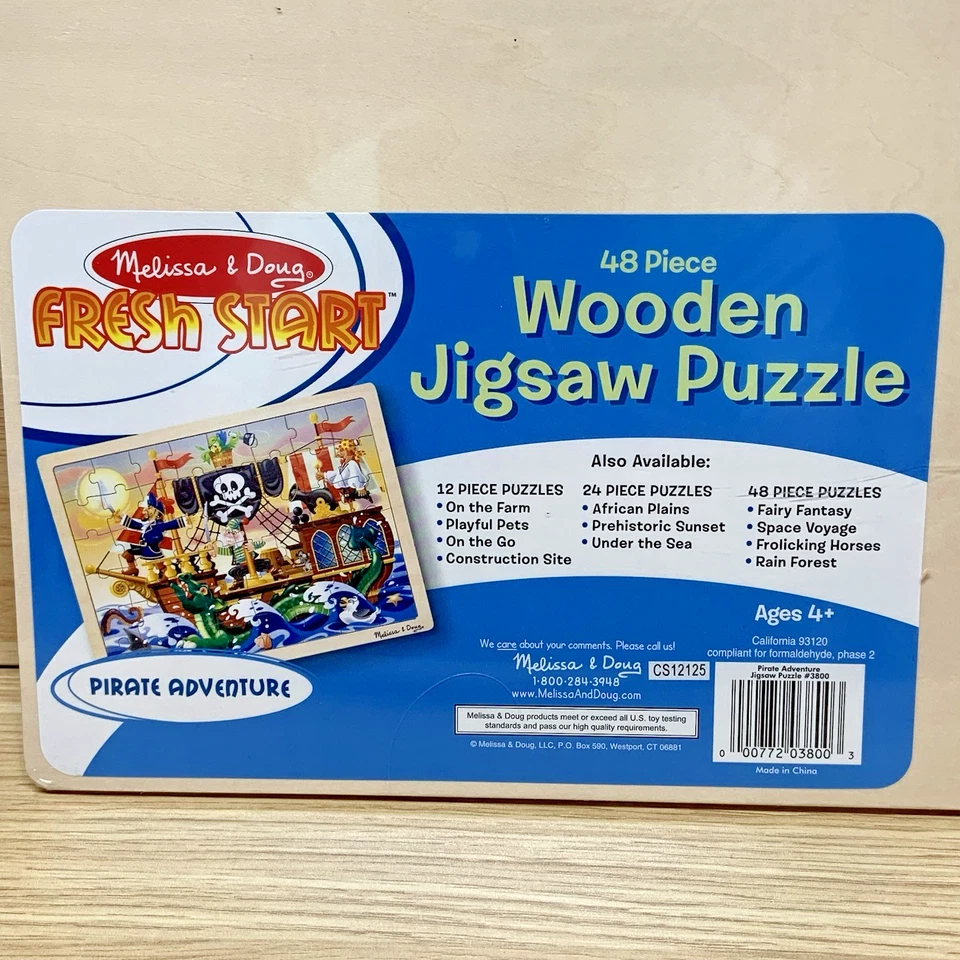 Melissa & Doug®
FRESH START™
48 Piece
Wooden
Jigsaw Puzzle
Also Available:
12 PIECE PUZZLES
• On the Farm
• Playful Pets
• On the Go
• Construction Site
24 PIECE PUZZLES
• African Plains
• Prehistoric Sunset
• Under the Sea
48 PIECE PUZZLES
• Fairy Fantasy
• Space Voyage
• Frolicking Horses
• Rain Forest
Ages 4+
California 93120
compliant for formaldehyde, phase 2
Melissa & Doug
PIRATE ADVENTURE
We care about your comments. Please call us!
Melissa & Doug
1·800·284·3948
www.MelissaAndDoug.com
CS12125
Melissa & Doug products meet or exceed all U.S. toy testing
standards and pass our high quality requirements.
© Melissa & Doug, LLC, P.O. Box 590, Westport, CT 06881
Pirate Adventure
Jigsaw Puzzle #3800
0 00772 03800 3
Made in China